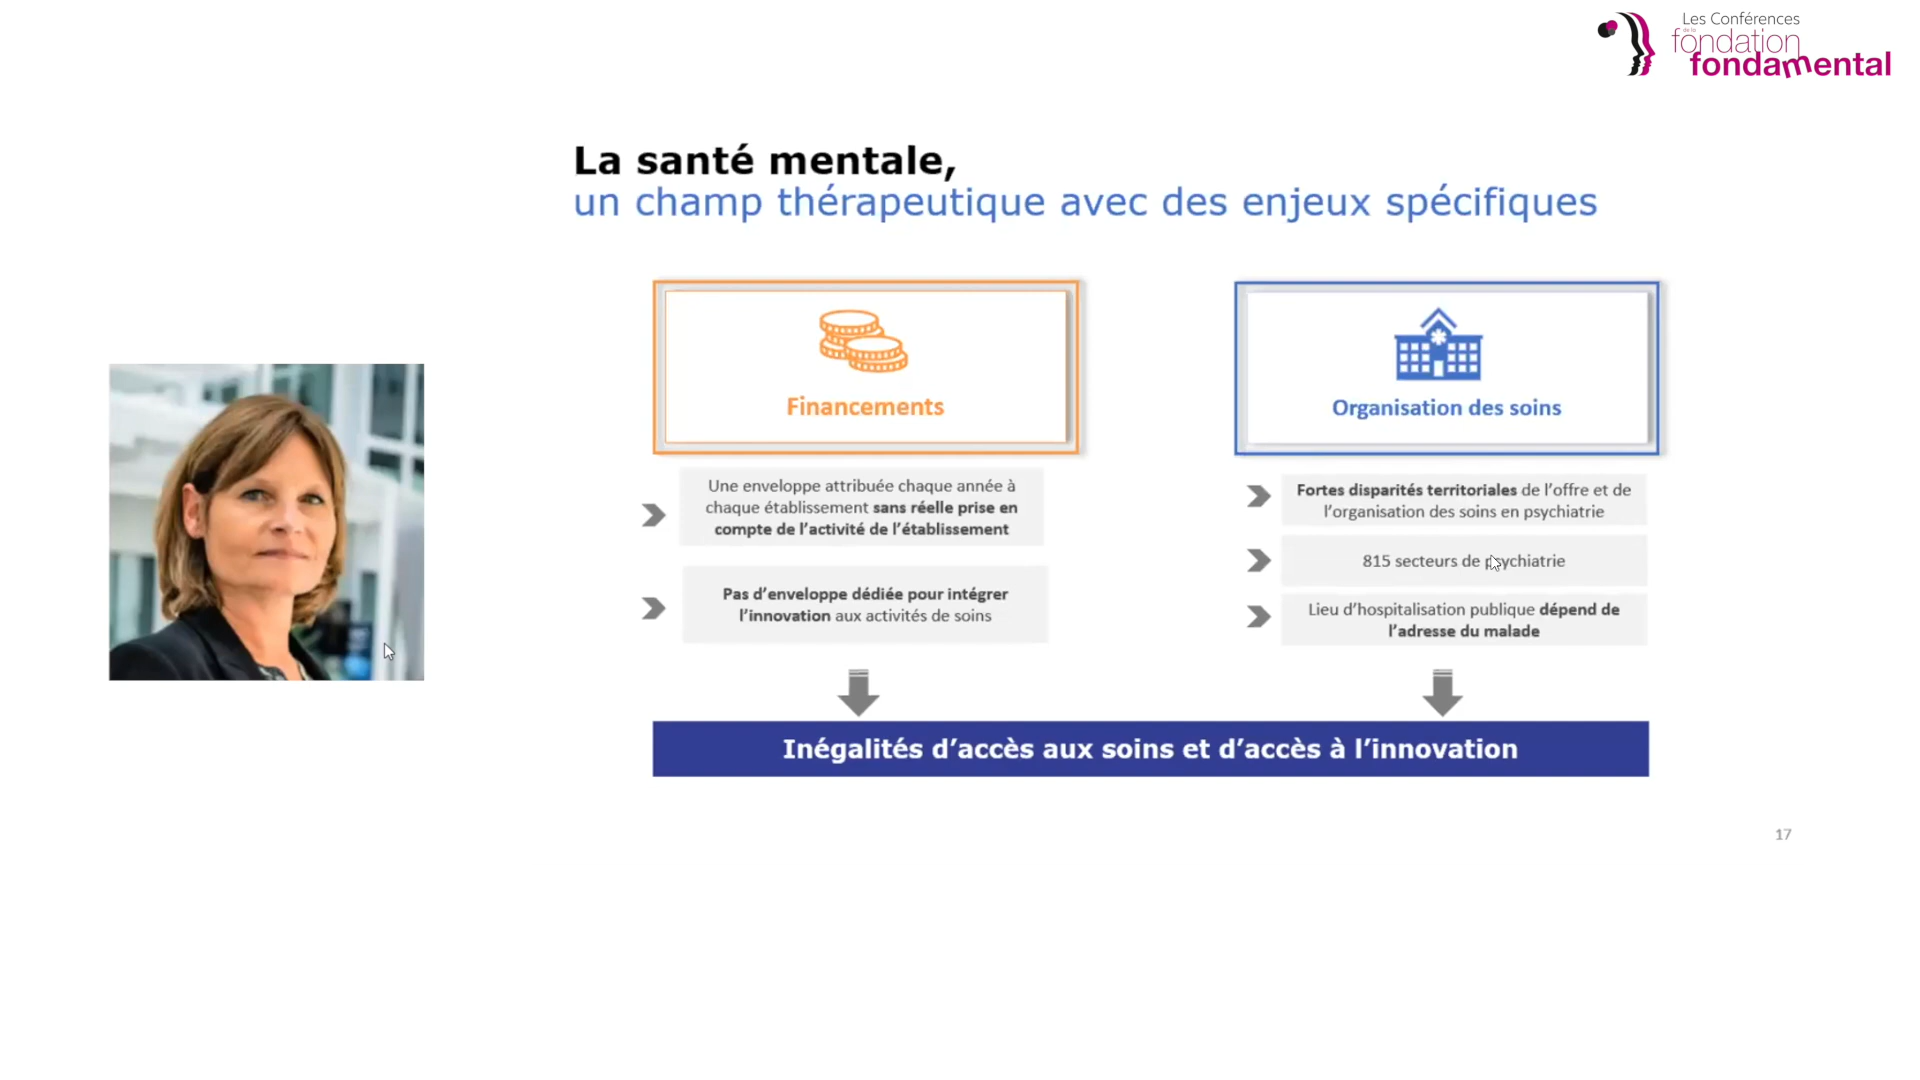 Les Conférences
de la
fondation
fondamental
La santé mentale,
un champ thérapeutique avec des enjeux spécifiques
Financements
Une enveloppe attribuée chaque année à
chaque établissement sans réelle prise en
compte de l’activité de l’établissement
Pas d’enveloppe dédiée pour intégrer
l’innovation aux activités de soins
Organisation des soins
Fortes disparités territoriales de l’offre et de
l’organisation des soins en psychiatrie
815 secteurs de psychiatrie
Lieu d’hospitalisation publique dépend de
l’adresse du malade
Inégalités d’accès aux soins et d’accès à l’innovation
17